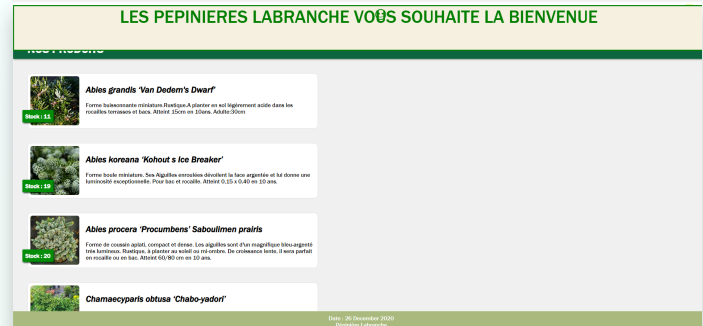 LES PEPINIERES LABRANCHE VOUS SOUHAITE LA BIENVENUE
NOS PRODUITS
Abies grandis ‘Van Dedem's Dwarf’
Forme buissonnante miniature.Rustique.A planter en sol légèrement acide dans les
rocailles terrasses et bacs. Atteint 15cm en 10ans. Adulte:30cm
Stock : 11
Abies koreana ‘Kohout s Ice Breaker’
Forme boule miniature. Ses Aiguilles enroulées dévoilent la face argentée et lui donne une
luminosité exceptionnelle. Pour bac et rocaille. Atteint 0,15 x 0,40 en 10 ans.
Stock : 19
Abies procera ‘Procumbens’ Saboulimen prairis
Forme de coussin aplati, compact et dense. Les aiguilles sont d'un magnifique bleu-argenté
très lumineux. Rustique, à planter au soleil ou mi-ombre. De croissance lente, il sera parfait
en rocaille ou en bac. Atteint 60/80 cm en 10 ans.
Stock : 20
Chamaecyparis obtusa ‘Chabo-yadori’
Date : 26 December 2020
Pépinières Labranche